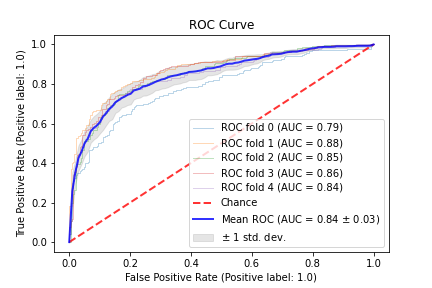 ROC Curve
True Positive Rate (Positive label: 1.0)
1.0
0.8
0.6
0.4
0.2
0.0
ROC fold 0 (AUC = 0.79)
ROC fold 1 (AUC = 0.88)
ROC fold 2 (AUC = 0.85)
ROC fold 3 (AUC = 0.86)
ROC fold 4 (AUC = 0.84)
Chance
Mean ROC (AUC = 0.84 ± 0.03)
± 1 std. dev.
0.0 0.2 0.4 0.6 0.8 1.0
False Positive Rate (Positive label: 1.0)